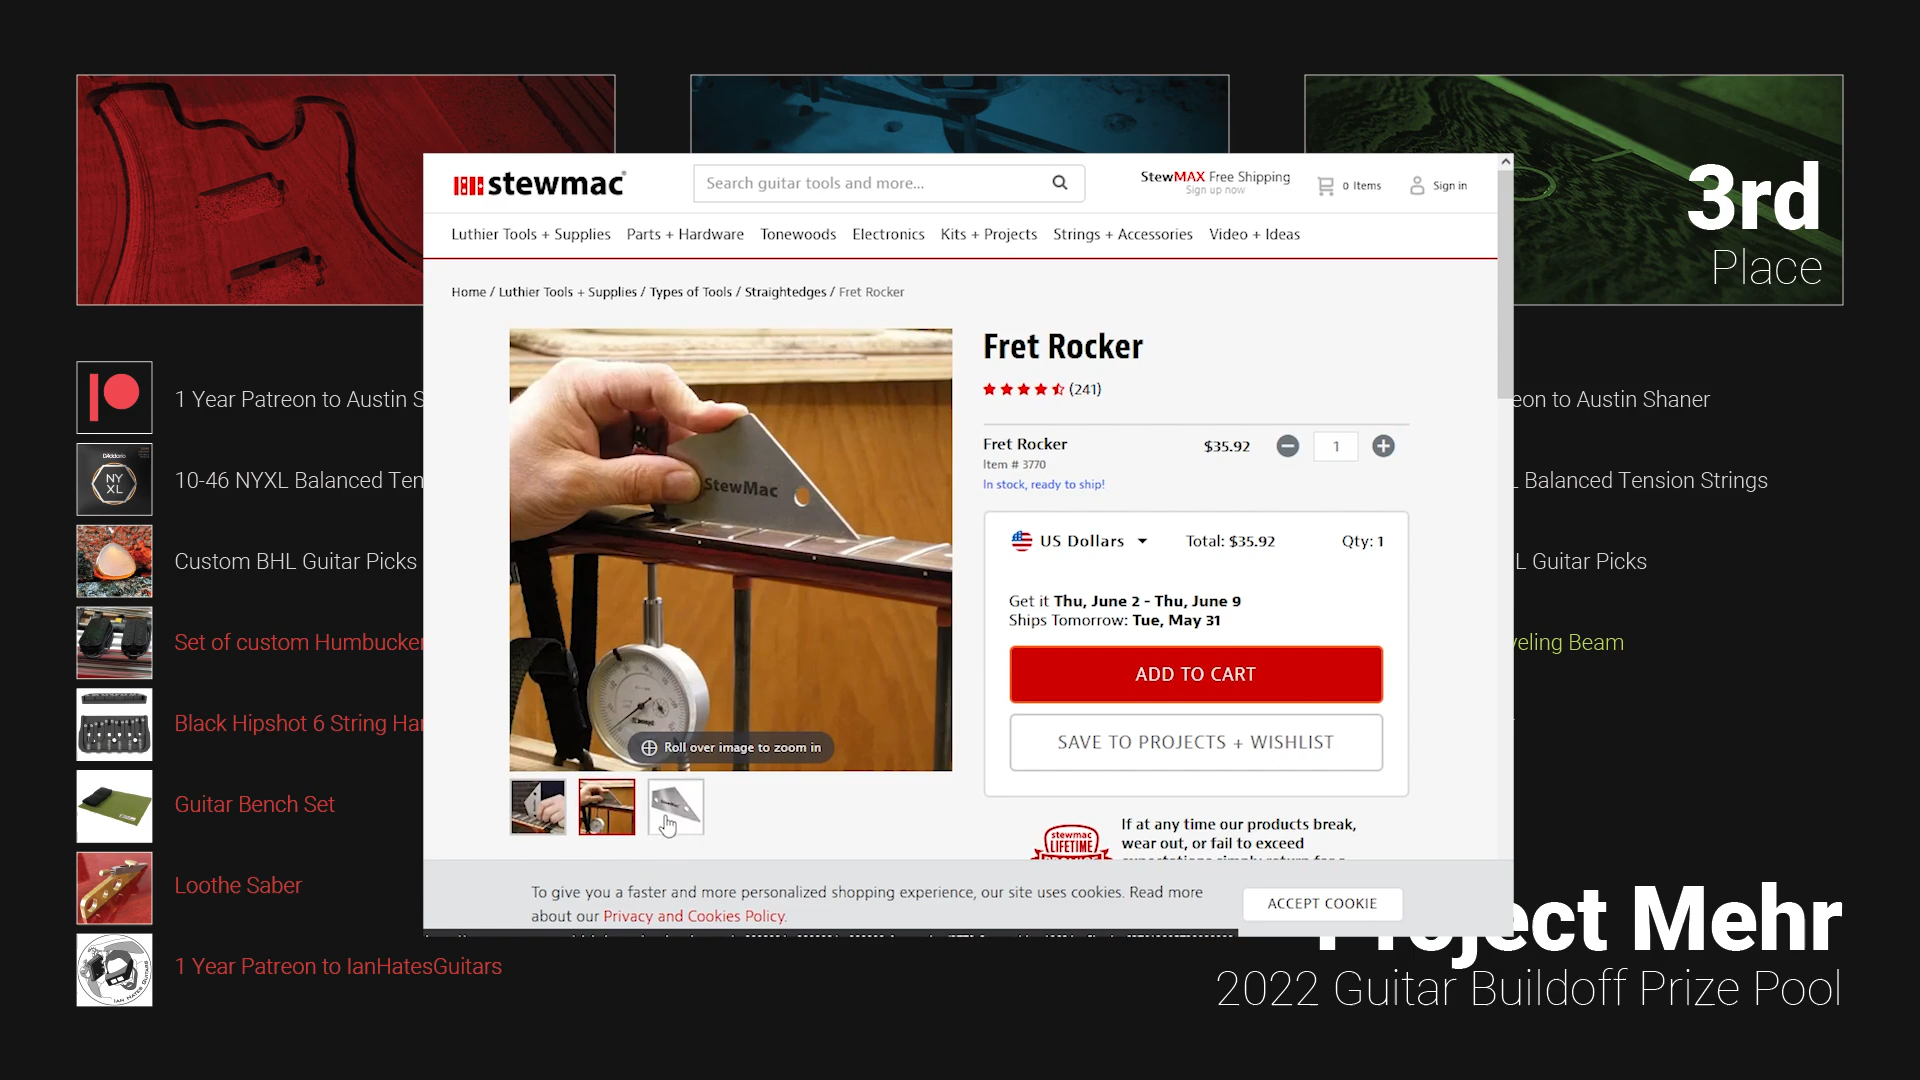 3rd
Place
stewmac
Search guitar tools and more...
StewMAX Free Shipping
Sign up now
0 Items
Sign in
Luthier Tools + Supplies
Parts + Hardware
Tonewoods
Electronics
Kits + Projects
Strings + Accessories
Video + Ideas
Home / Luthier Tools + Supplies / Types of Tools / Straightedges / Fret Rocker
StewMac
Roll over image to zoom in
Fret Rocker
(241)
Fret Rocker
$35.92
1
Item # 3770
In stock, ready to ship!
US Dollars
Total: $35.92
Qty: 1
Get it Thu, June 2 - Thu, June 9
Ships Tomorrow: Tue, May 31
ADD TO CART
SAVE TO PROJECTS + WISHLIST
stewmac
LIFETIME
If at any time our products break,
wear out, or fail to exceed
To give you a faster and more personalized shopping experience, our site uses cookies. Read more
about our Privacy and Cookies Policy.
ACCEPT COOKIE
1 Year Patreon to Austin S
D'Addario
NY
XL
10-46 NYXL Balanced Ten
Custom BHL Guitar Picks
Set of custom Humbucker
Black Hipshot 6 String Har
Guitar Bench Set
Loothe Saber
IAN HATES GUITARS
1 Year Patreon to IanHatesGuitars
eon to Austin Shaner
L Balanced Tension Strings
L Guitar Picks
veling Beam
Project Mehr
2022 Guitar Buildoff Prize Pool